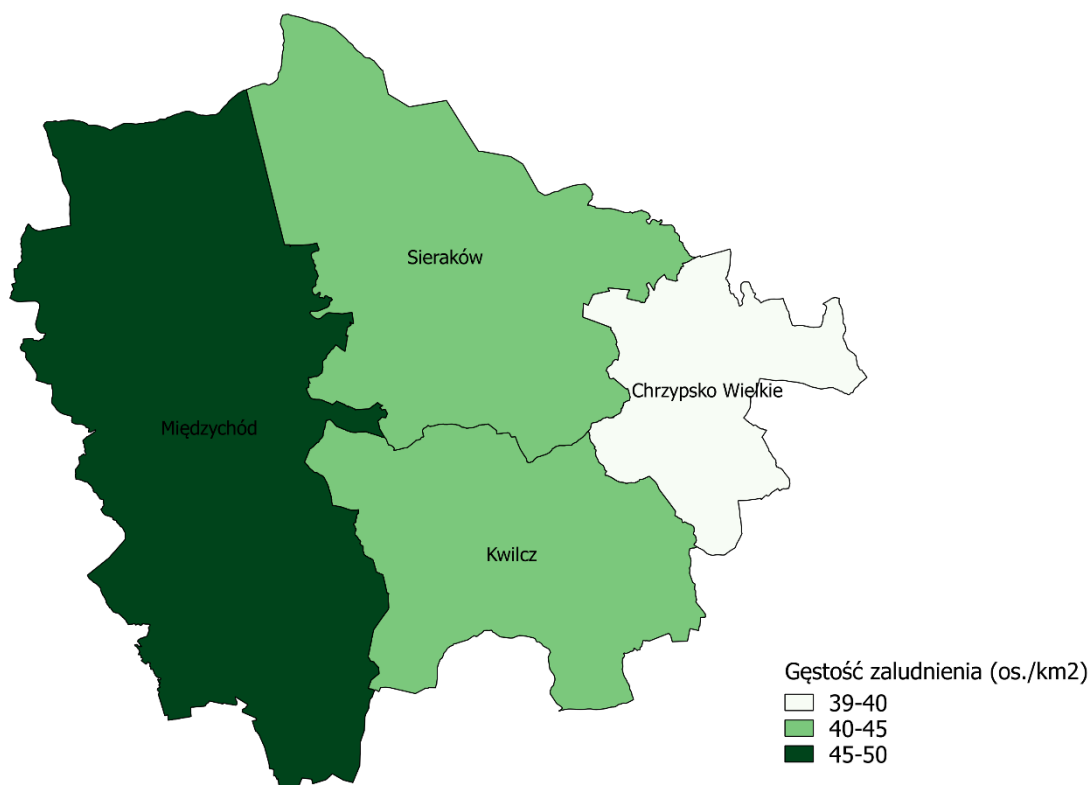 Sieraków
Chrzypsko Wielkie
Międzychód
Kwilcz
Gęstość zaludnienia (os./km2)
39-40
40-45
45-50